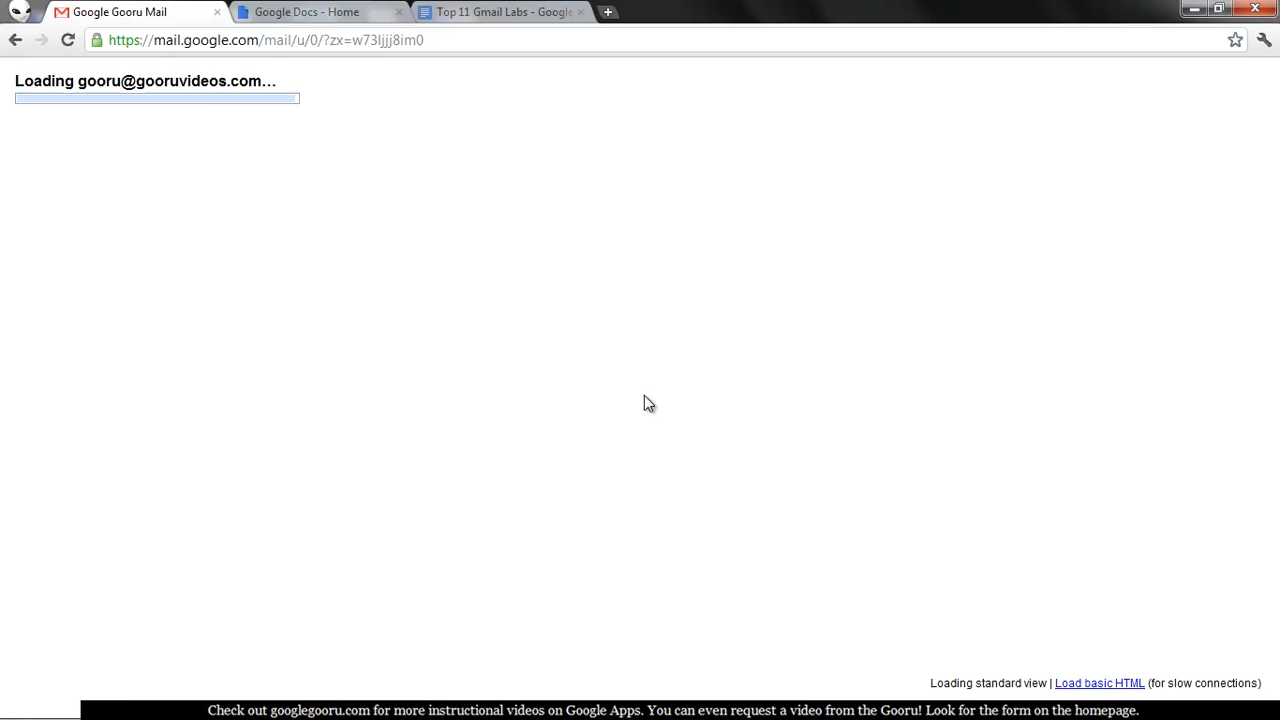 Google Gooru Mail
Google Docs - Home
Top 11 Gmail Labs - Google
https://mail.google.com/mail/u/0/?zx=w73ljjj8im0
Loading gooru@gooruvideos.com…
Loading standard view | Load basic HTML (for slow connections)
Check out googlegooru.com for more instructional videos on Google Apps. You can even request a video from the Gooru! Look for the form on the homepage.